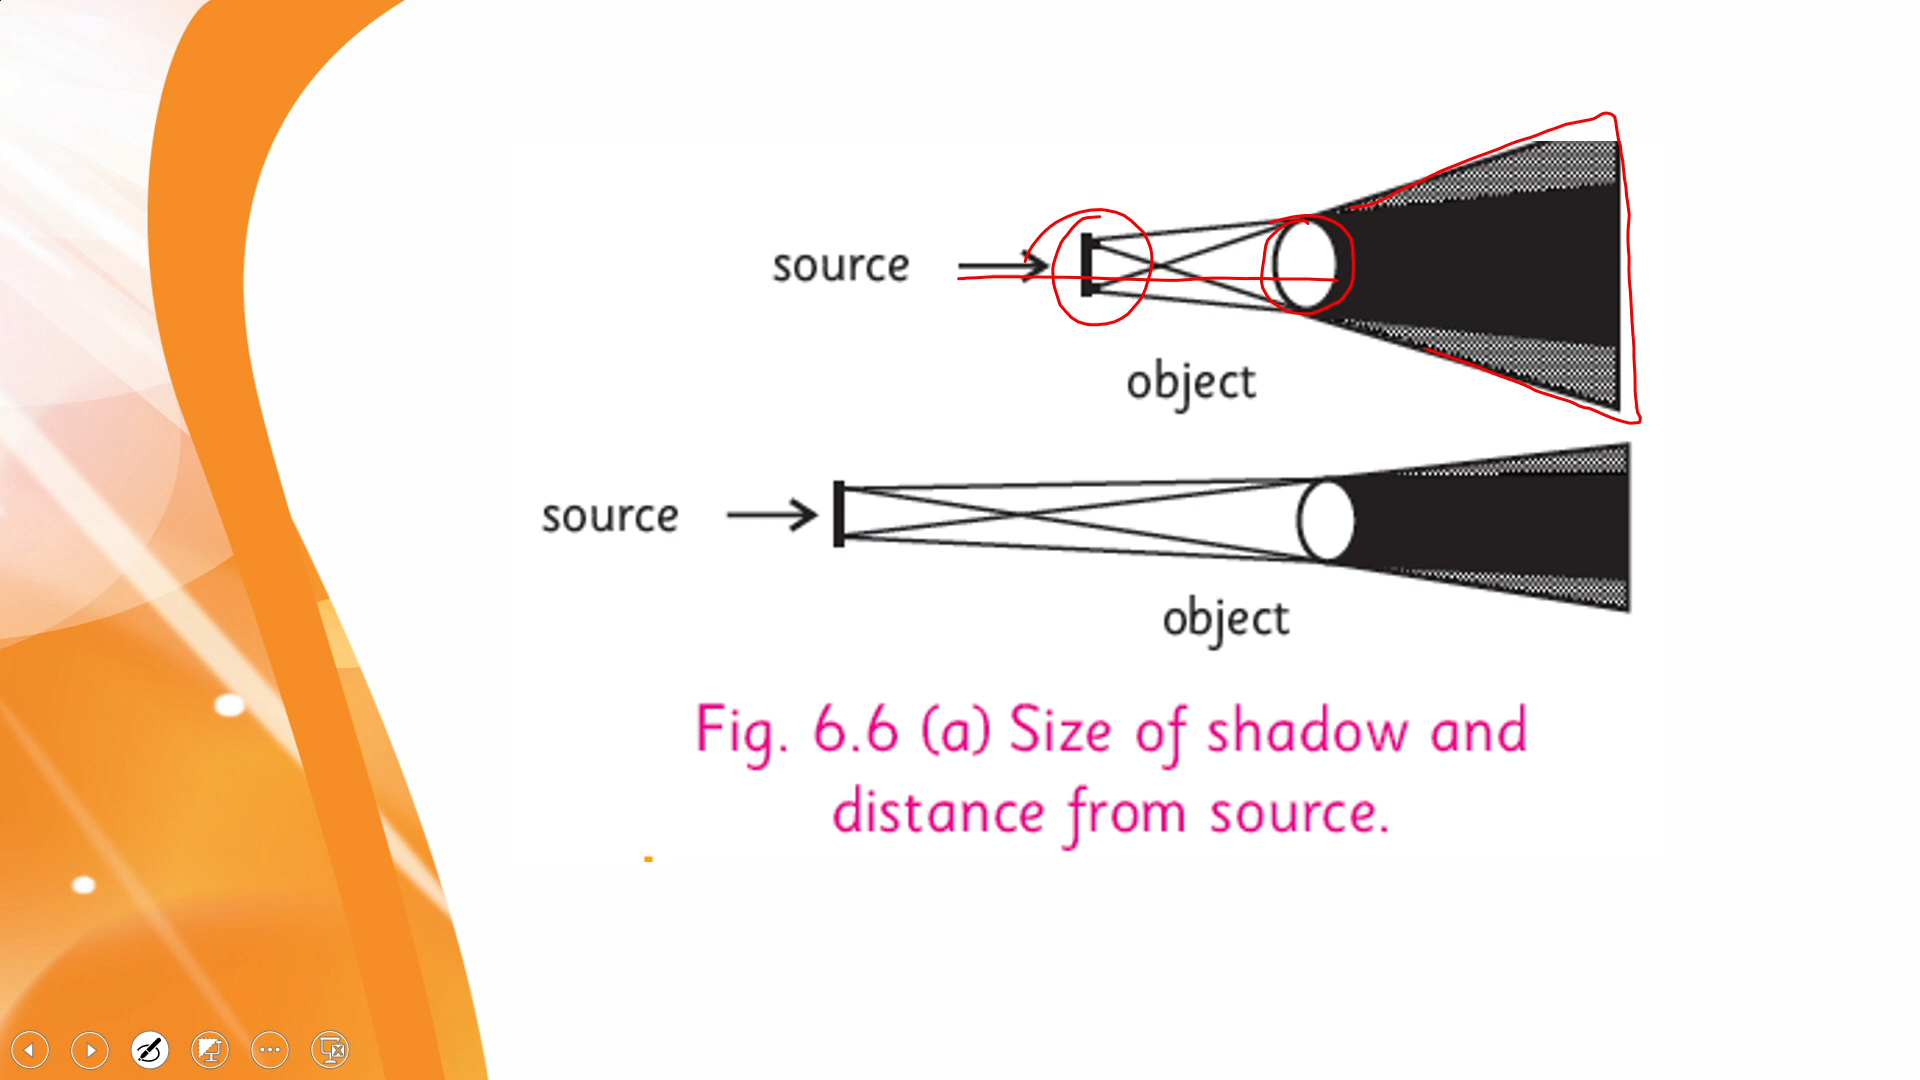 source
object
source
object
Fig. 6.6 (a) Size of shadow and
distance from source.